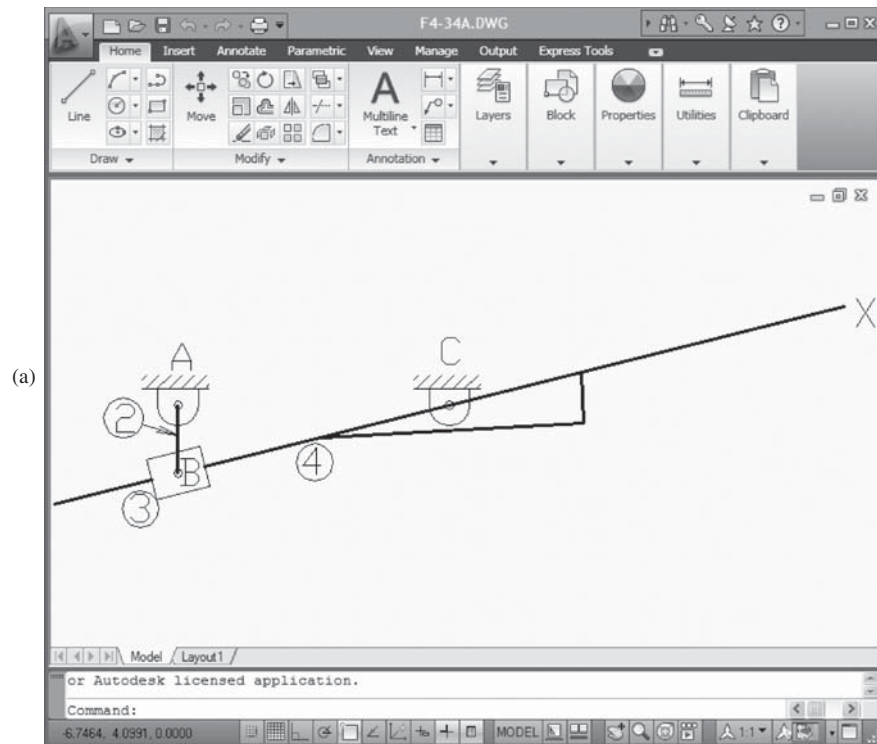 F4-34A.DWG
Home Insert Annotate Parametric View Manage Output Express Tools
Line Move Multiline Text Layers Block Properties Utilities Clipboard
Draw Modify Annotation
X
A C
(a)
2
B
4
3
Model Layout1
or Autodesk licensed application.
Command:
-6.7464, 4.0991, 0.0000 MODEL 1:1